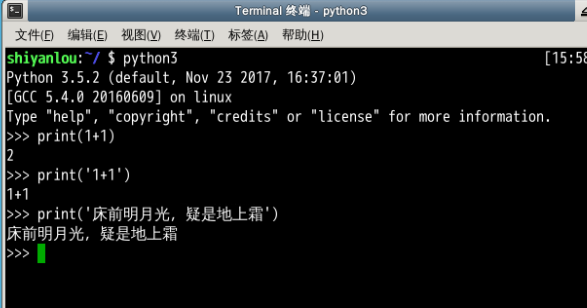 Terminal 终端 - python3
文件(F) 编辑(E) 视图(V) 终端(T) 标签(A) 帮助(H)
shiyanlou:~/ $ python3 [15:58
Python 3.5.2 (default, Nov 23 2017, 16:37:01)
[GCC 5.4.0 20160609] on linux
Type "help", "copyright", "credits" or "license" for more information.
>>> print(1+1)
2
>>> print('1+1')
1+1
>>> print('床前明月光, 疑是地上霜')
床前明月光, 疑是地上霜
>>>